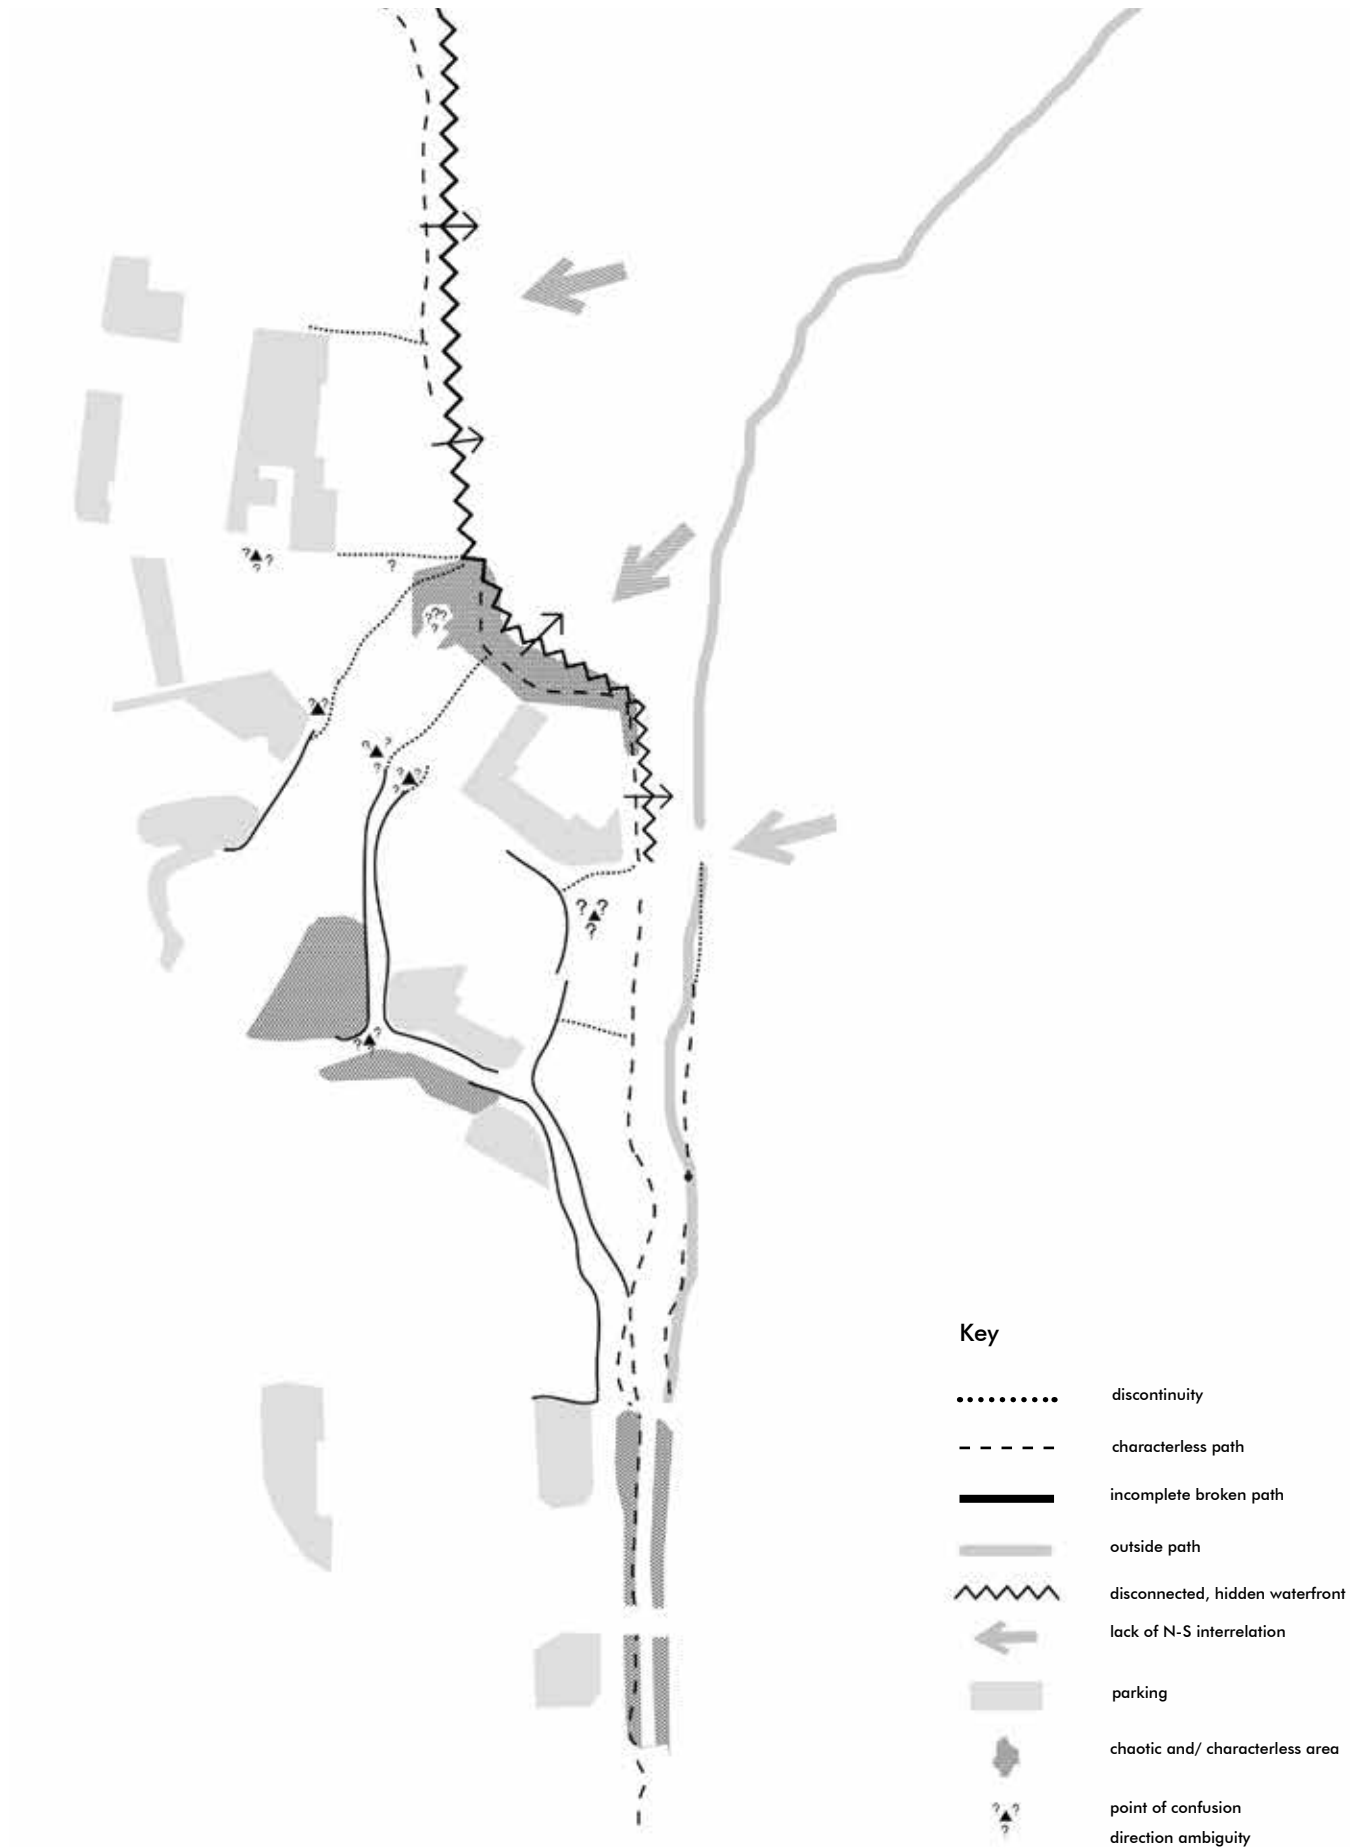 ? ?
?
?
???
?
? ?
? ?
?
? ?
?
? ?
?
? ?
?
Key
discontinuity
characterless path
incomplete broken path
outside path
disconnected, hidden waterfront
lack of N-S interrelation
parking
chaotic and/ characterless area
? ?
?
point of confusion
direction ambiguity